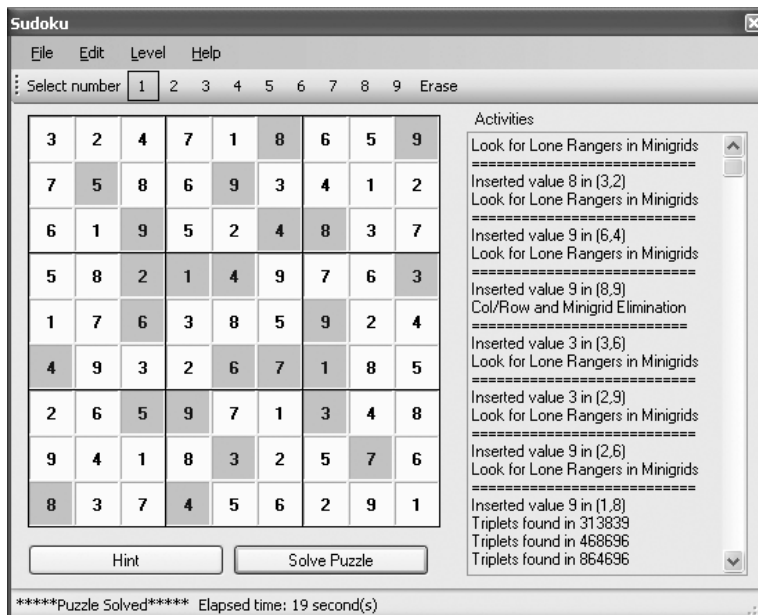 Sudoku
File Edit Level Help
Select number 1 2 3 4 5 6 7 8 9 Erase
3 2 4 7 1 8 6 5 9
7 5 8 6 9 3 4 1 2
6 1 9 5 2 4 8 3 7
5 8 2 1 4 9 7 6 3
1 7 6 3 8 5 9 2 4
4 9 3 2 6 7 1 8 5
2 6 5 9 7 1 3 4 8
9 4 1 8 3 2 5 7 6
8 3 7 4 5 6 2 9 1
Hint Solve Puzzle
Activities
Look for Lone Rangers in Minigrids
===========================
Inserted value 8 in (3,2)
Look for Lone Rangers in Minigrids
===========================
Inserted value 9 in (6,4)
Look for Lone Rangers in Minigrids
===========================
Inserted value 9 in (8,9)
Col/Row and Minigrid Elimination
==========================
Inserted value 3 in (3,6)
Look for Lone Rangers in Minigrids
===========================
Inserted value 3 in (2,9)
Look for Lone Rangers in Minigrids
===========================
Inserted value 9 in (2,6)
Look for Lone Rangers in Minigrids
===========================
Inserted value 9 in (1,8)
Triplets found in 313839
Triplets found in 468696
Triplets found in 864696
*****Puzzle Solved***** Elapsed time: 19 second(s)